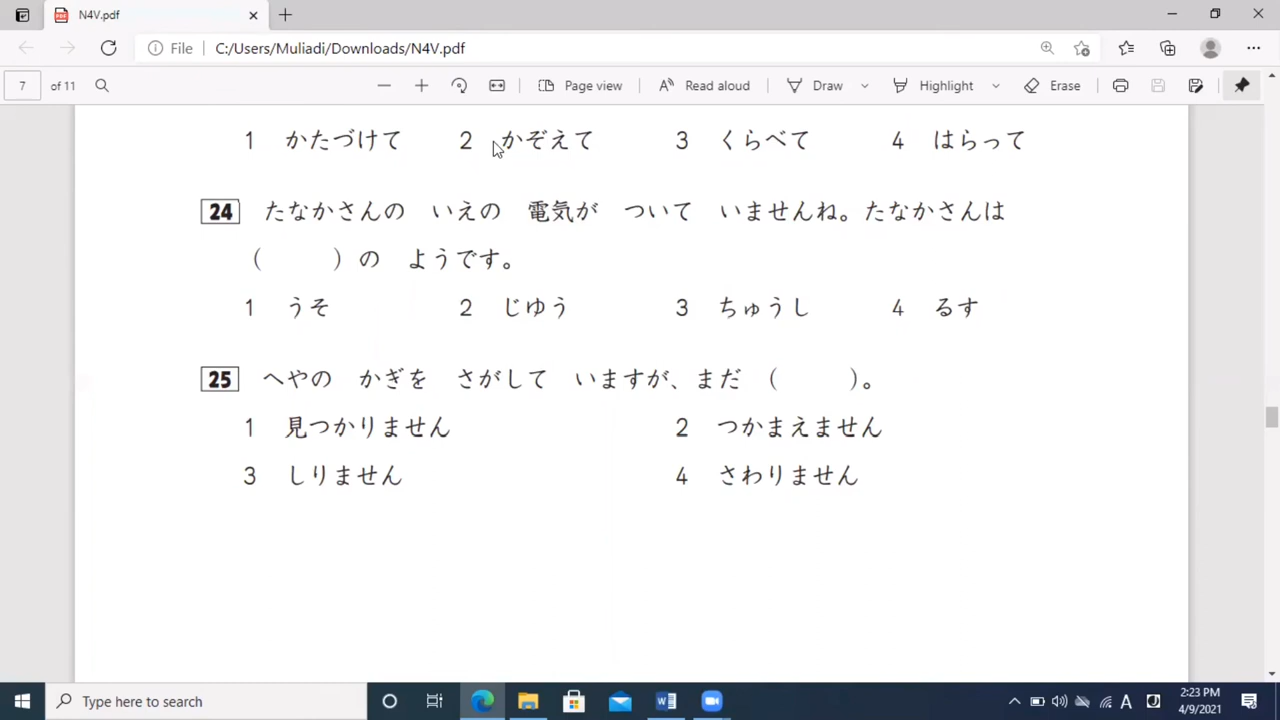 N4V.pdf
File C:/Users/Muliadi/Downloads/N4V.pdf
7 of 11 Page view Read aloud Draw Highlight Erase
1 かたづけて 2 かぞえて 3 くらべて 4 はらって
24 たなかさんの いえの 電気が ついて いませんね。たなかさんは
( )の ようです。
1 うそ 2 じゆう 3 ちゅうし 4 るす
25 へやの かぎを さがして いますが、まだ ( )。
1 見つかりません 2 つかまえません
3 しりません 4 さわりません
Type here to search
A
2:23 PM
4/9/2021